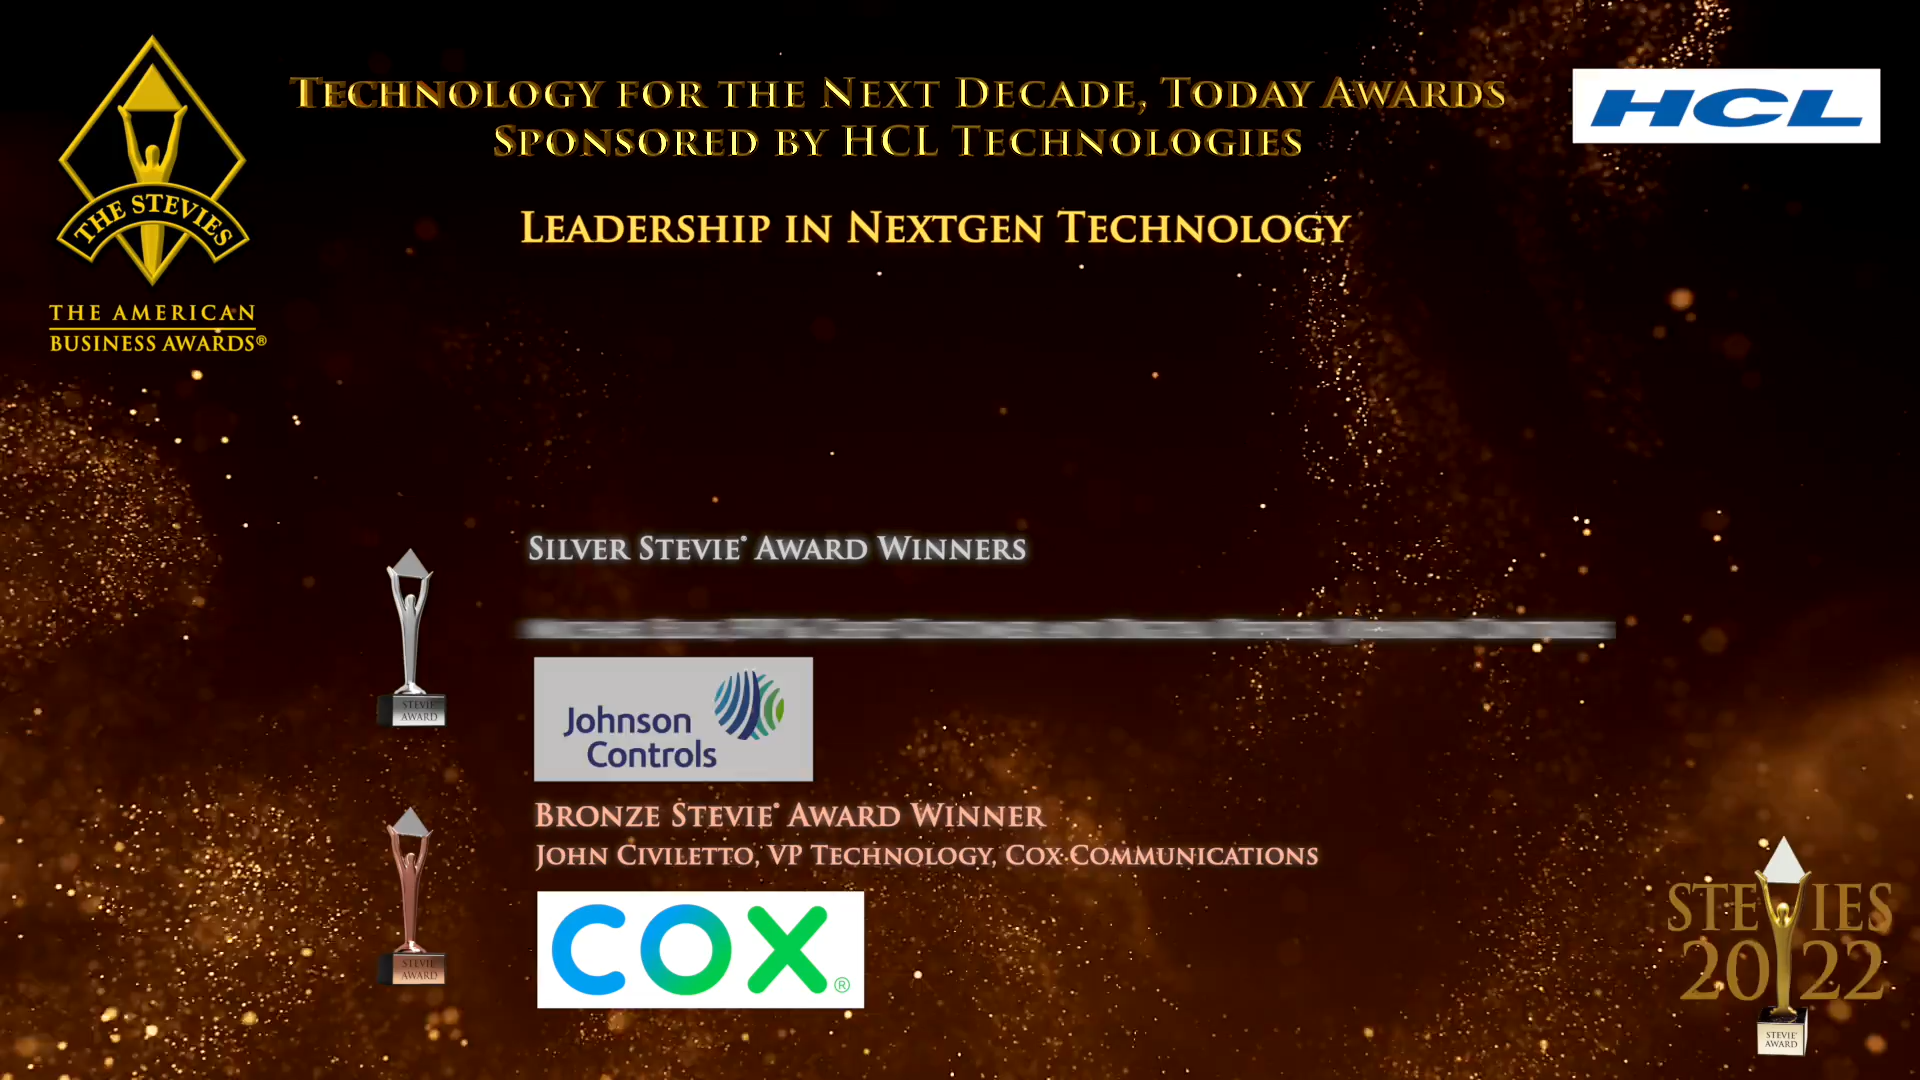 TECHNOLOGY FOR THE NEXT DECADE, TODAY AWARDS
SPONSORED BY HCL TECHNOLOGIES
HCL
THE STEVIES
THE AMERICAN
BUSINESS AWARDS®
LEADERSHIP IN NEXTGEN TECHNOLOGY
SILVER STEVIE® AWARD WINNERS
STEVIE
AWARD
Johnson
Controls
BRONZE STEVIE® AWARD WINNER
JOHN CIVILETTO, VP TECHNOLOGY, COX COMMUNICATIONS
STEVIE
AWARD
COX®
STEVIES
2022
STEVIE®
AWARD